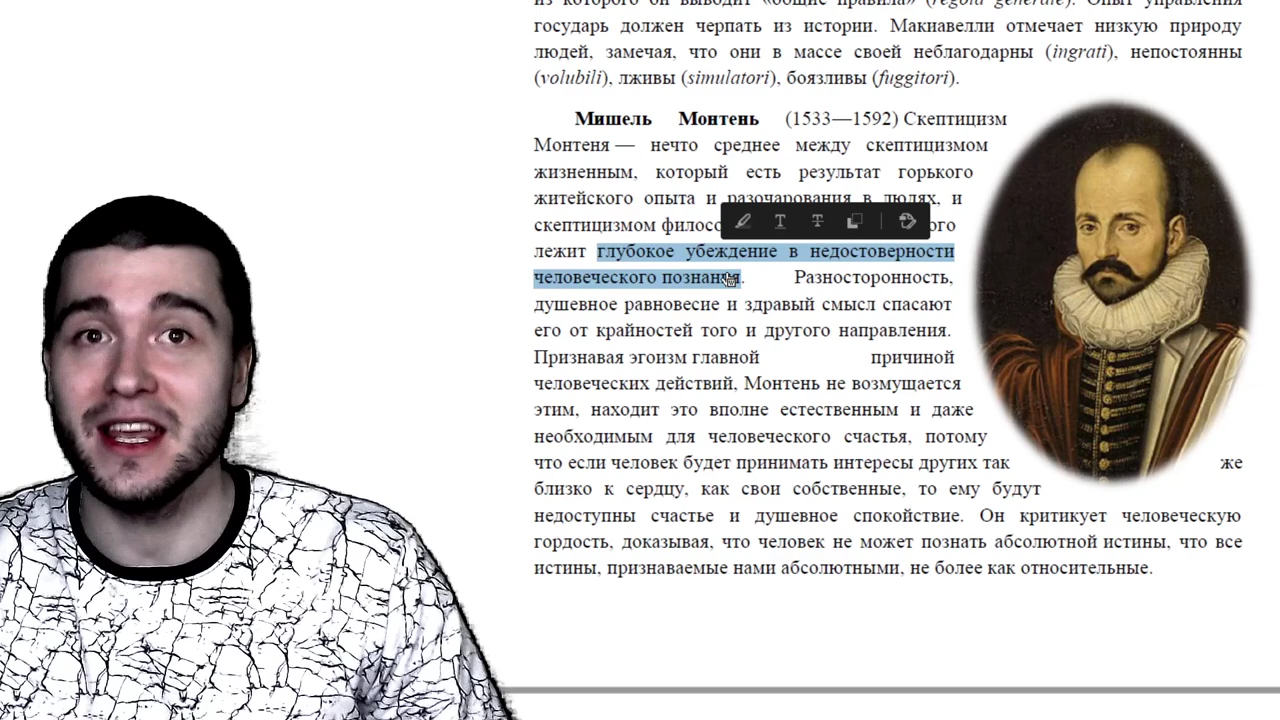 из которого он выводит «общие правила» (regola generale). Опыт управления
государь должен черпать из истории. Макиавелли отмечает низкую природу
людей, замечая, что они в массе своей неблагодарны (ingrati), непостоянны
(volubili), лживы (simulatori), боязливы (fuggitori).
Мишель Монтень (1533—1592) Скептицизм
Монтеня — нечто среднее между скептицизмом
жизненным, который есть результат горького
житейского опыта и разочарования в людях, и
скептицизмом
лежит глубокое убеждение в недостоверности
человеческого познания. Разносторонность,
душевное равновесие и здравый смысл спасают
его от крайностей того и другого направления.
Признавая эгоизм главной причиной
человеческих действий, Монтень не возмущается
этим, находит это вполне естественным и даже
необходимым для человеческого счастья, потому
что если человек будет принимать интересы других так же
близко к сердцу, как свои собственные, то ему будут
недоступны счастье и душевное спокойствие. Он критикует человеческую
гордость, доказывая, что человек не может познать абсолютной истины, что все
истины, признаваемые нами абсолютными, не более как относительные.